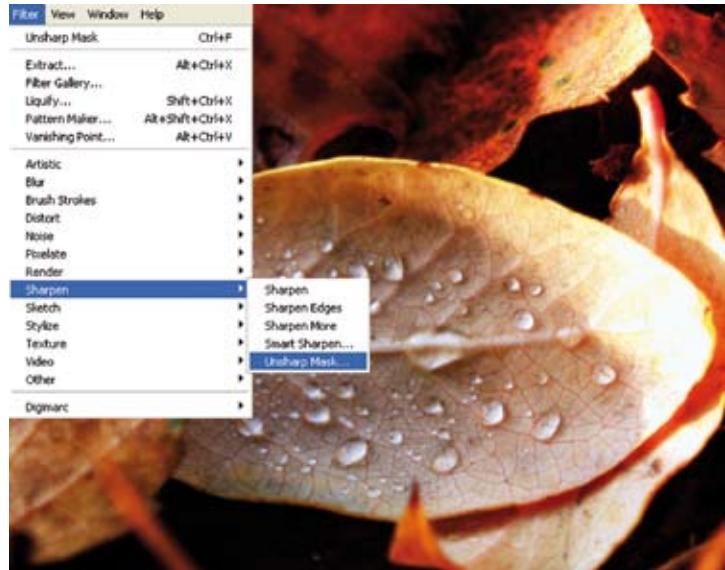 Filter View Window Help
Unsharp Mask Ctrl+F
Extract... Alt+Ctrl+X
Filter Gallery...
Liquify... Shift+Ctrl+X
Pattern Maker... Alt+Shift+Ctrl+X
Vanishing Point... Alt+Ctrl+V
Artistic
Blur
Brush Strokes
Distort
Noise
Pixelate
Render
Sharpen
Sketch
Stylize
Texture
Video
Other
Digimarc
Sharpen
Sharpen Edges
Sharpen More
Smart Sharpen...
Unsharp Mask...